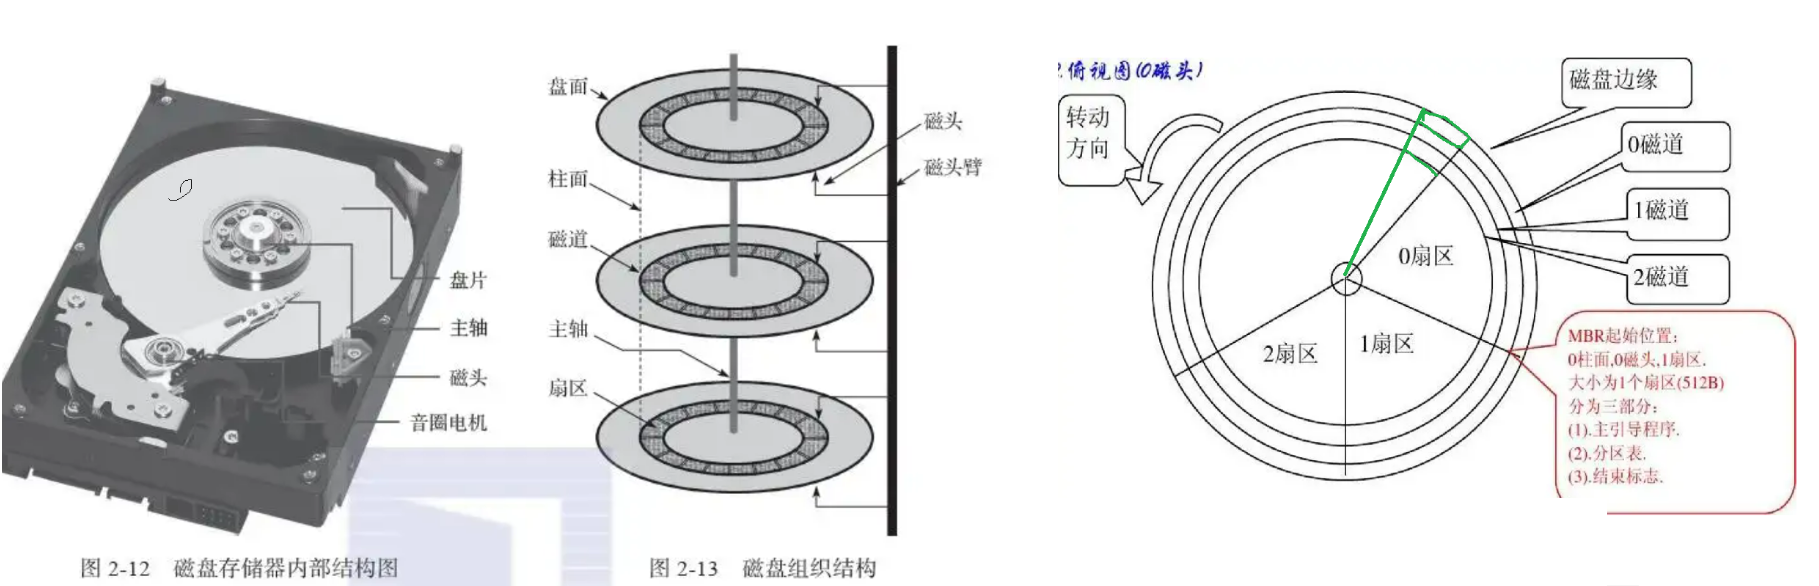 盘片
主轴
磁头
音圈电机
图 2-12 磁盘存储器内部结构图
盘面
柱面
磁道
主轴
扇区
磁头
磁头臂
图 2-13 磁盘组织结构
俯视图(0磁头)
转动
方向
磁盘边缘
0磁道
1磁道
2磁道
0扇区
1扇区
2扇区
MBR起始位置:
0柱面,0磁头,1扇区.
大小为1个扇区(512B)
分为三部分:
(1).主引导程序.
(2).分区表.
(3).结束标志.